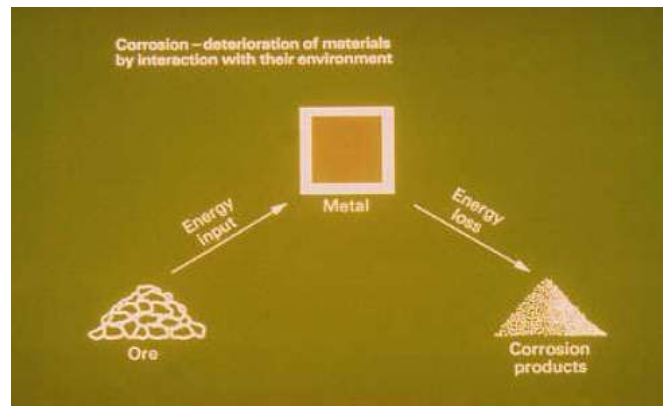 Corrosion – deterioration of materials
by interaction with their environment
Metal
Energy
input
Energy
loss
Ore
Corrosion
products